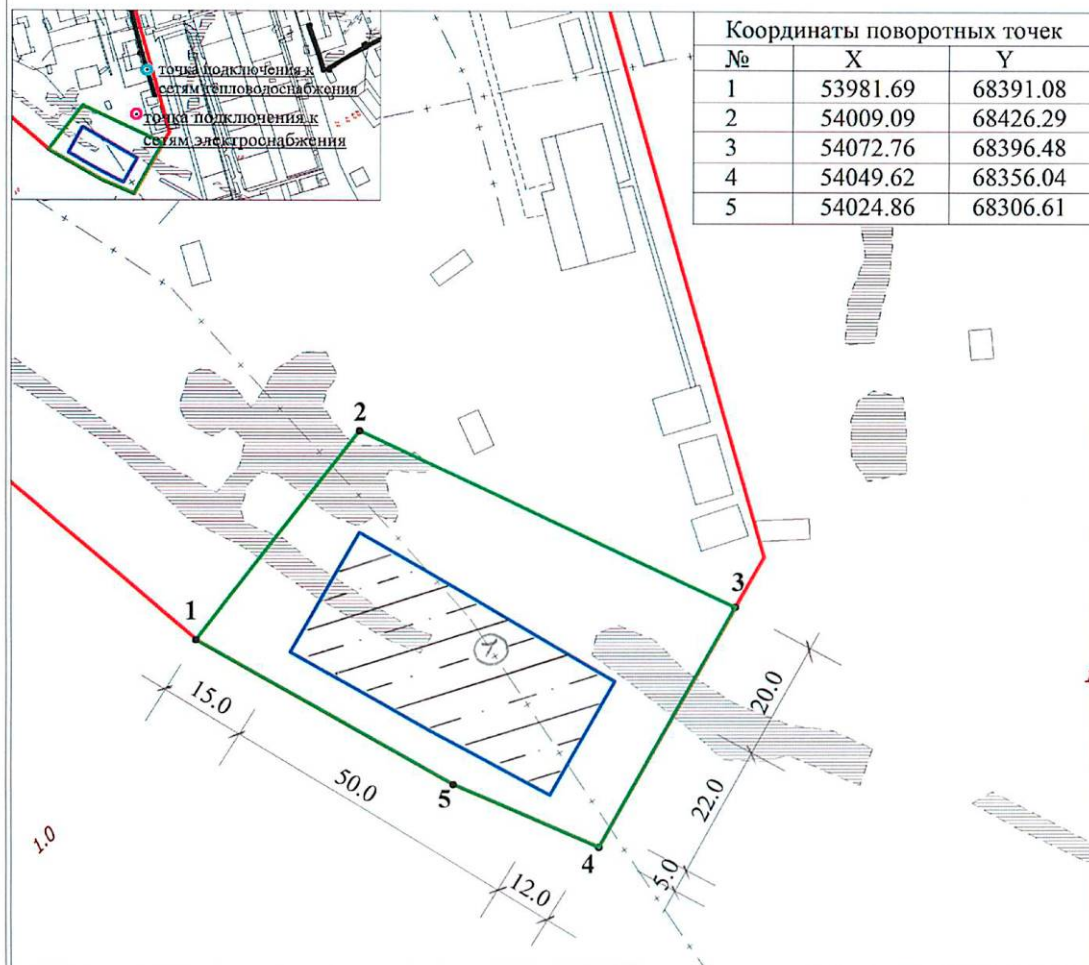 точка подключения к
сетям тепловодоснабжения
точка подключения к
сетям электроснабжения
Координаты поворотных точек
№ X Y
1 53981.69 68391.08
2 54009.09 68426.29
3 54072.76 68396.48
4 54049.62 68356.04
5 54024.86 68306.61
2
3
1
1
20.0
15.0
50.0
5
22.0
4
5.0
12.0
1.0